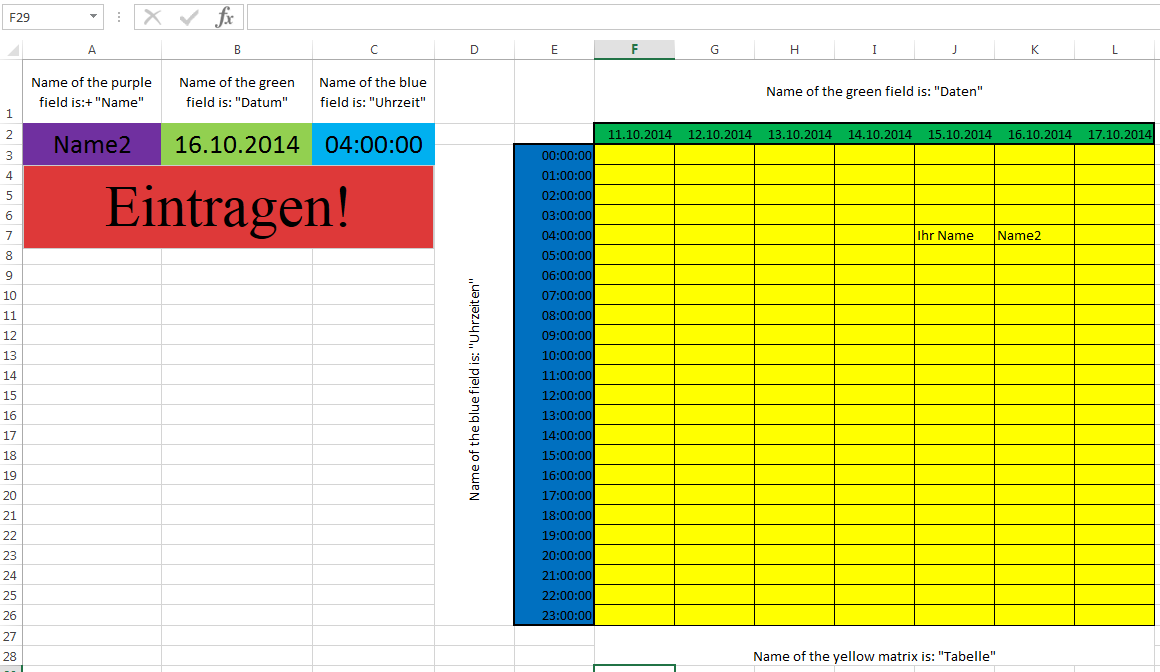 F29
fx
A B C D E F G H I J K L
Name of the purple
field is:+ "Name"
Name of the green
field is: "Datum"
Name of the blue
field is: "Uhrzeit"
Name of the green field is: "Daten"
1
2 11.10.2014 12.10.2014 13.10.2014 14.10.2014 15.10.2014 16.10.2014 17.10.2014
3 Name2 16.10.2014 04:00:00 00:00:00
Eintragen!
4 01:00:00
5 02:00:00
6 03:00:00
7 04:00:00 Ihr Name Name2
8 05:00:00
9 06:00:00
10 07:00:00
11 08:00:00
12 09:00:00
13 10:00:00
14 11:00:00
15 12:00:00
16 13:00:00
17 14:00:00
18 15:00:00
19 16:00:00
20 17:00:00
21 18:00:00
22 19:00:00
23 20:00:00
24 21:00:00
25 22:00:00
26 23:00:00
Name of the blue field is: "Uhrzeiten"
27
28 Name of the yellow matrix is: "Tabelle"